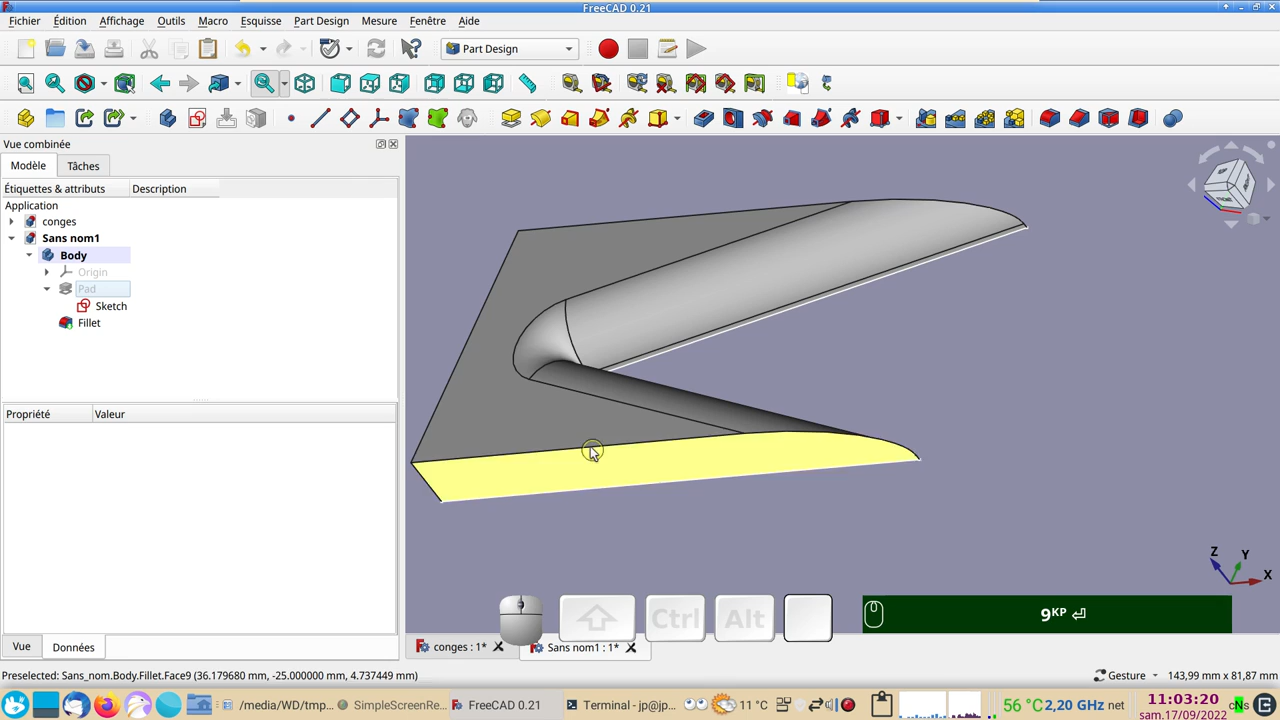 FreeCAD 0.21
Fichier Édition Affichage Outils Macro Esquisse Part Design Mesure Fenêtre Aide
Part Design
Vue combinée
Modèle Tâches
Étiquettes & attributs Description
Application
conges
Sans nom1
Body
Origin
Pad
Sketch
Fillet
Propriété Valeur
Z
Y
X
Ctrl Alt
9KP ⏎
Vue Données
conges : 1* Sans nom1 : 1*
Preselected: Sans_nom.Body.Fillet.Face9 (36.179680 mm, -25.000000 mm, 4.737449 mm) Gesture 143,99 mm x 81,87 mm
/media/WD/tmp... SimpleScreenRe... FreeCAD 0.21 Terminal - jp@jp... 11 °C 56 °C 2,20 GHz net 11:03:20 cNs
sam.17/09/2022